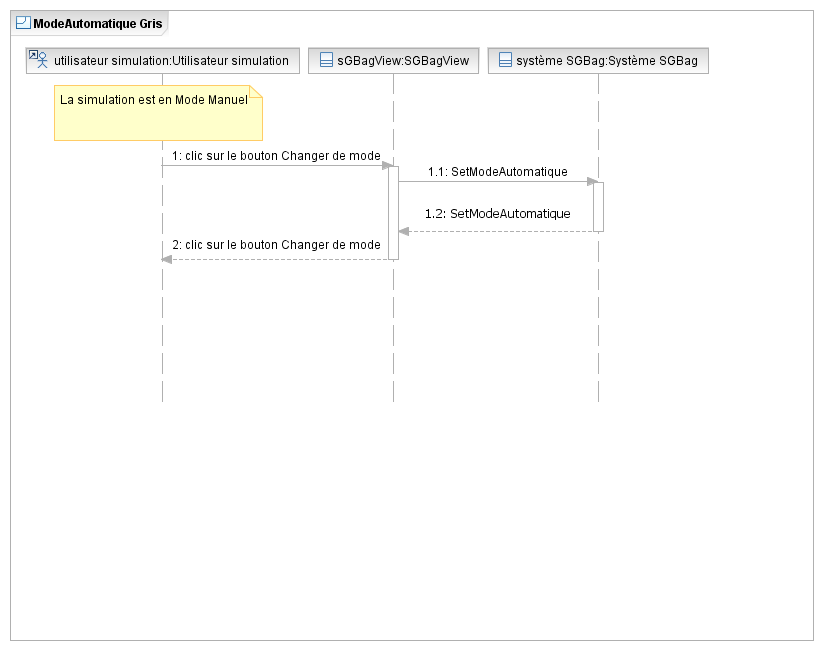 ModeAutomatique Gris
utilisateur simulation:Utilisateur simulation
sGBagView:SGBagView
système SGBag:Système SGBag
La simulation est en Mode Manuel
1: clic sur le bouton Changer de mode
1.1: SetModeAutomatique
1.2: SetModeAutomatique
2: clic sur le bouton Changer de mode